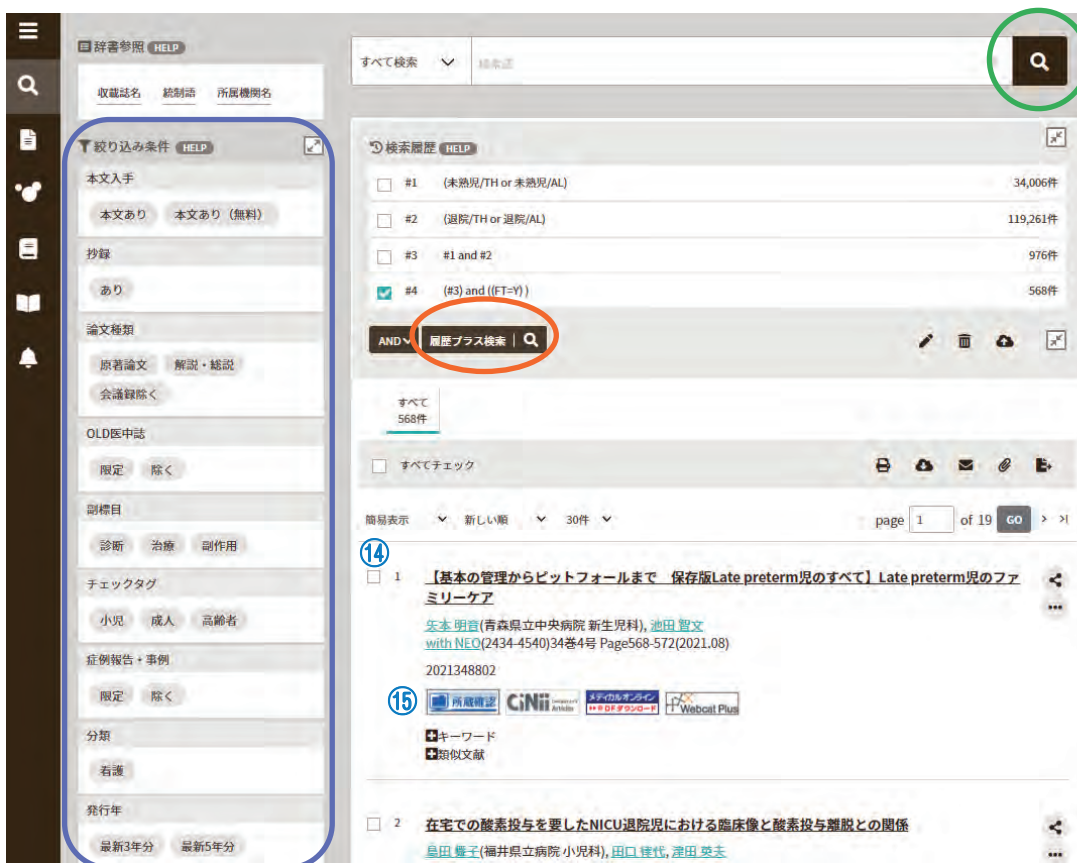 辞書参照 HELP
収載誌名 統制語 所属機関名
絞り込み条件 HELP
本文入手
本文あり 本文あり（無料）
抄録
あり
論文種類
原著論文 解説・総説
会議録除く
OLD医中誌
限定 除く
副標目
診断 治療 副作用
チェックタグ
小児 成人 高齢者
症例報告・事例
限定 除く
分類
看護
発行年
最新3年分 最新5年分
すべて検索
検索語
検索履歴 HELP
#1 (未熟児/TH or 未熟児/AL) 34,006件
#2 (退院/TH or 退院/AL) 119,261件
#3 #1 and #2 976件
#4 (#3) and ((FT=Y) ) 568件
AND 履歴プラス検索
すべて
568件
すべてチェック
簡易表示 新しい順 30件 page 1 of 19 GO
⑭
1 【基本の管理からピットフォールまで 保存版Late preterm児のすべて】Late preterm児のファ
ミリーケア
矢本 明音(青森県立中央病院 新生児科), 池田 智文
with NEO(2434-4540)34巻4号 Page568-572(2021.08)
2021348802
⑮ 所蔵確認 CiNii Articles メディカルオンライン PDFダウンロード Webcat Plus
キーワード
類似文献
2 在宅での酸素投与を要したNICU退院児における臨床像と酸素投与離脱との関係
(福井県立病院 小児科),